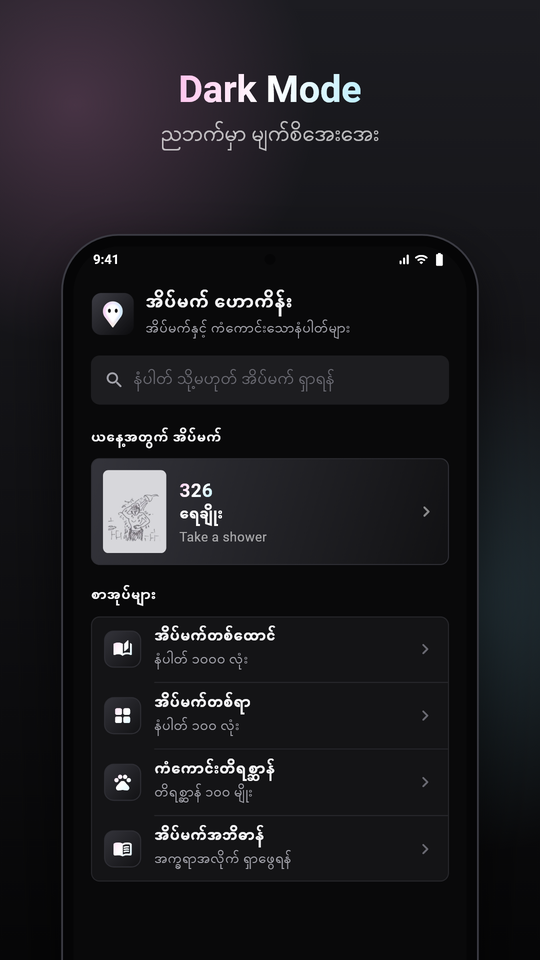 Dark Mode
ညဘက်မှာ မျက်စိအေးအေး
9:41
အိပ်မက် ဟောကိန်း
အိပ်မက်နှင့် ကံကောင်းသောနံပါတ်များ
နံပါတ် သို့မဟုတ် အိပ်မက် ရှာရန်
ယနေ့အတွက် အိပ်မက်
326
ရေချိုး
Take a shower
စာအုပ်များ
အိပ်မက်တစ်ထောင်
နံပါတ် ၁၀၀၀ လုံး
အိပ်မက်တစ်ရာ
နံပါတ် ၁၀၀ လုံး
ကံကောင်းတိရစ္ဆာန်
တိရစ္ဆာန် ၁၀၀ မျိုး
အိပ်မက်အဘိဓာန်
အက္ခရာအလိုက် ရှာဖွေရန်